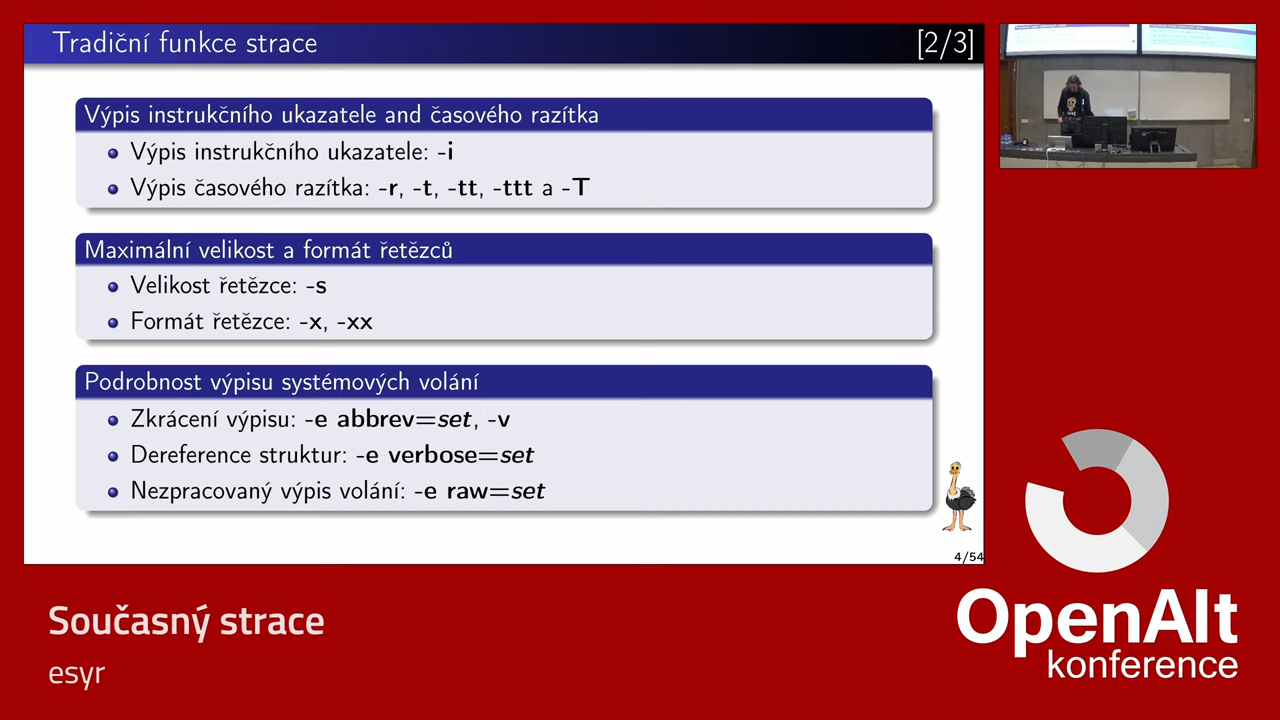 Tradiční funkce strace [2/3]
Výpis instrukčního ukazatele and časového razítka
Výpis instrukčního ukazatele: -i
Výpis časového razítka: -r, -t, -tt, -ttt a -T
Maximální velikost a formát řetězců
Velikost řetězce: -s
Formát řetězce: -x, -xx
Podrobnost výpisu systémových volání
Zkrácení výpisu: -e abbrev=set, -v
Dereference struktur: -e verbose=set
Nezpracovaný výpis volání: -e raw=set
4/54
Současný strace
esyr
OpenAlt
konference